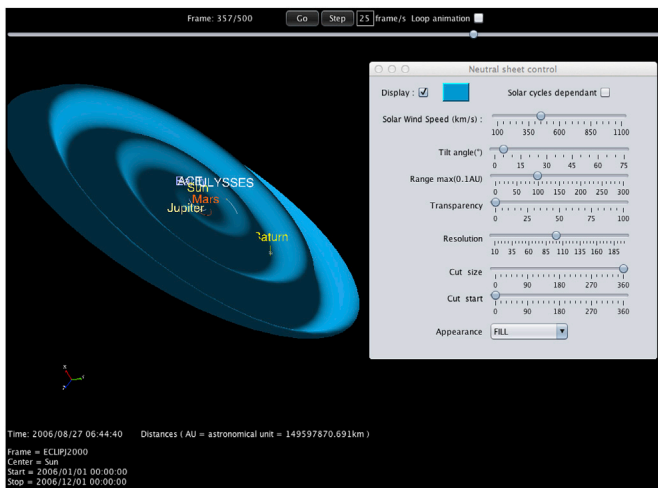 Frame: 357/500 Go Step 25 frame/s Loop animation
Neutral sheet control
Display : Solar cycles dependant
Solar Wind Speed (km/s) :
100 350 600 850 1100
Tilt angle(°)
0 15 30 45 60 75
Range max(0.1AU)
0 50 100 150 200 250 300
Transparency
0 25 50 75 100
Resolution
10 35 60 85 110 135 160 185
Cut size
0 90 180 270 360
Cut start
0 90 180 270 360
Appearance FILL
ACE ULYSSES
Sun
Mars
Jupiter
Saturn
X
Y
Z
Time: 2006/08/27 06:44:40 Distances ( AU = astronomical unit = 149597870.691km )
Frame = ECLIPJ2000
Center = Sun
Start = 2006/01/01 00:00:00
Stop = 2006/12/01 00:00:00